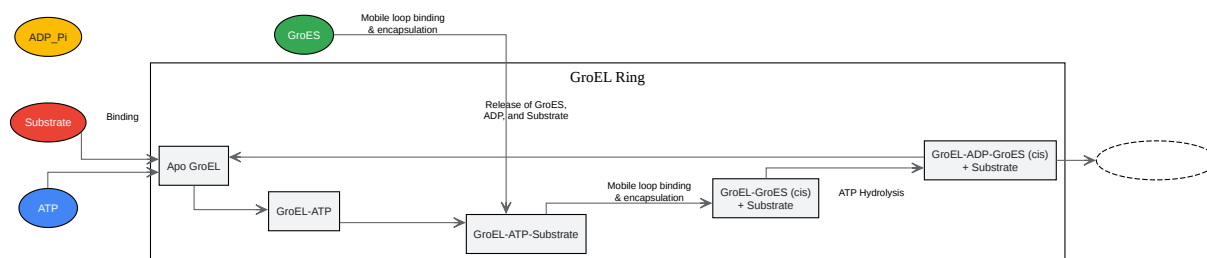 ADP_Pi
GroES
Mobile loop binding
& encapsulation
GroEL Ring
Substrate
Binding
Release of GroES,
ADP, and Substrate
Apo GroEL
GroEL-ADP-GroES (cis)
+ Substrate
ATP
GroEL-ATP
GroEL-ATP-Substrate
Mobile loop binding
& encapsulation
GroEL-GroES (cis)
+ Substrate
ATP Hydrolysis